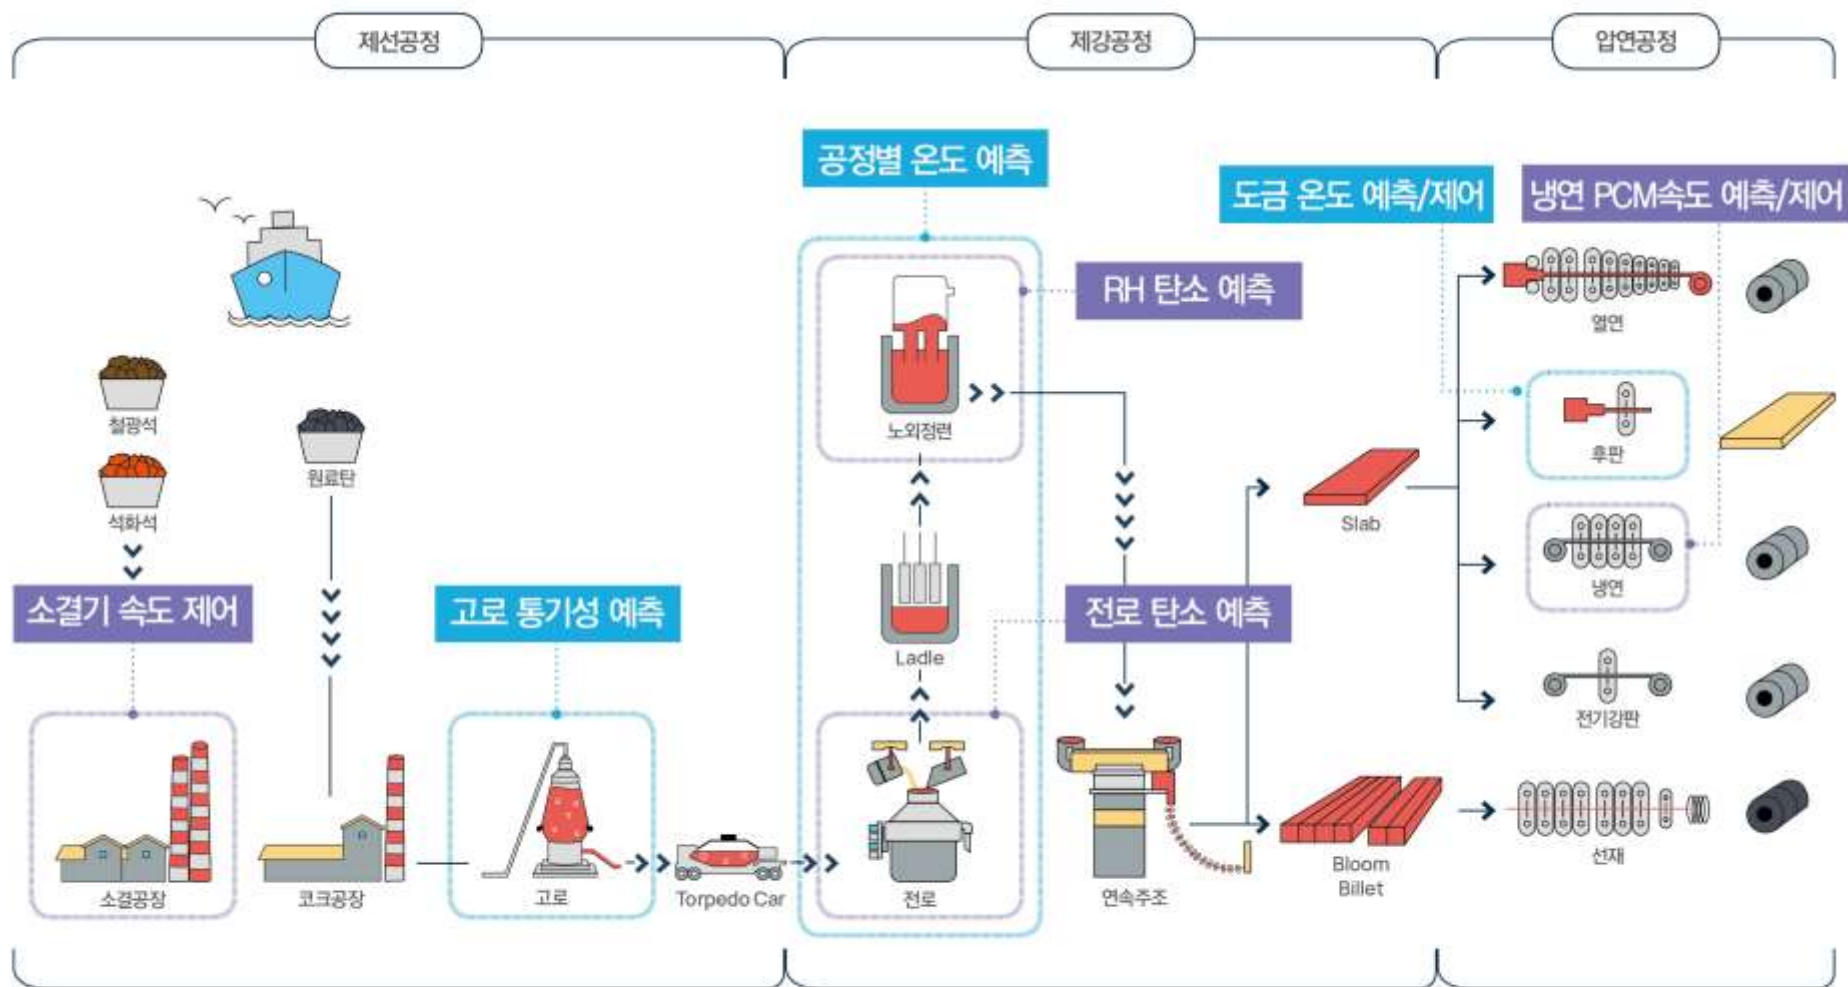 제선공정
제강공정
압연공정
공정별 온도 예측
도금 온도 예측/제어
냉연 PCM속도 예측/제어
RH 탄소 예측
열연
철광석
노외정련
후판
원료탄
석화석
Slab
냉연
소결기 속도 제어
고로 통기성 예측
전로 탄소 예측
Ladle
전기강판
소결공장
코크공장
고로
Torpedo Car
전로
연속주조
Bloom
Billet
선재